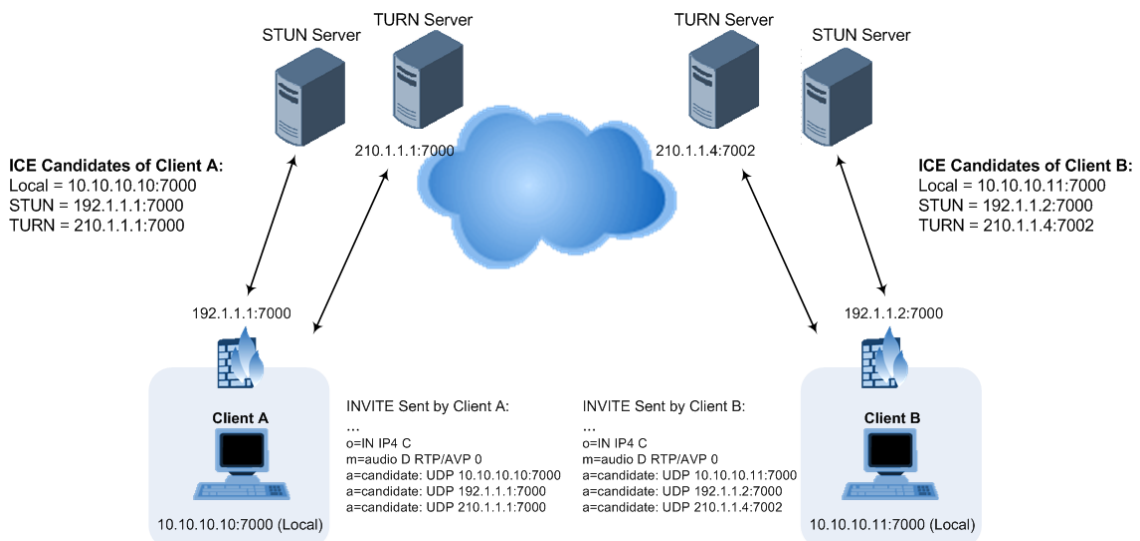 TURN Server
STUN Server
TURN Server
STUN Server
210.1.1.1:7000
210.1.1.4:7002
ICE Candidates of Client A:
Local = 10.10.10.10:7000
STUN = 192.1.1.1:7000
TURN = 210.1.1.1:7000
ICE Candidates of Client B:
Local = 10.10.10.11:7000
STUN = 192.1.1.2:7000
TURN = 210.1.1.4:7002
192.1.1.1:7000
192.1.1.2:7000
Client A
10.10.10.10:7000 (Local)
INVITE Sent by Client A:
...
o=IN IP4 C
m=audio D RTP/AVP 0
a=candidate: UDP 10.10.10.10:7000
a=candidate: UDP 192.1.1.1:7000
a=candidate: UDP 210.1.1.1:7000
INVITE Sent by Client B:
...
o=IN IP4 C
m=audio D RTP/AVP 0
a=candidate: UDP 10.10.10.11:7000
a=candidate: UDP 192.1.1.2:7000
a=candidate: UDP 210.1.1.4:7002
Client B
10.10.10.11:7000 (Local)